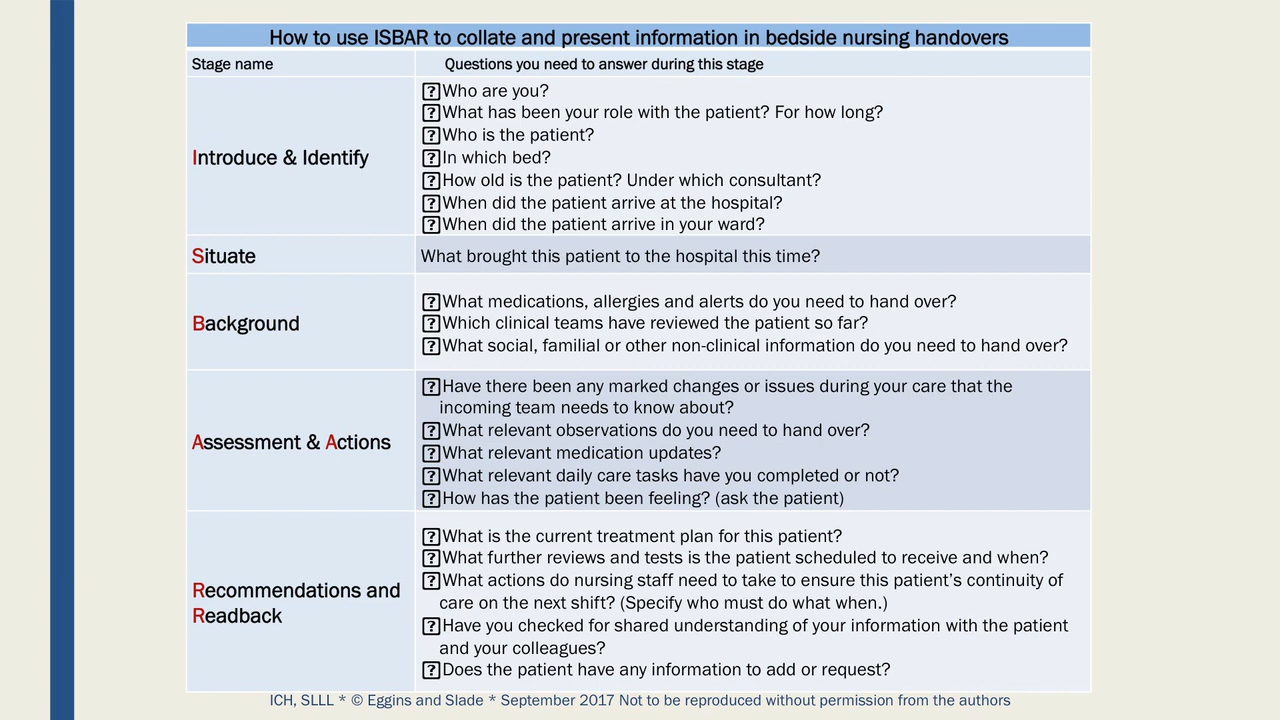 How to use ISBAR to collate and present information in bedside nursing handovers
Stage name
Questions you need to answer during this stage
Introduce & Identify
?Who are you?
?What has been your role with the patient? For how long?
?Who is the patient?
?In which bed?
?How old is the patient? Under which consultant?
?When did the patient arrive at the hospital?
?When did the patient arrive in your ward?
Situate
What brought this patient to the hospital this time?
Background
?What medications, allergies and alerts do you need to hand over?
?Which clinical teams have reviewed the patient so far?
?What social, familial or other non-clinical information do you need to hand over?
Assessment & Actions
?Have there been any marked changes or issues during your care that the
incoming team needs to know about?
?What relevant observations do you need to hand over?
?What relevant medication updates?
?What relevant daily care tasks have you completed or not?
?How has the patient been feeling? (ask the patient)
Recommendations and
Readback
?What is the current treatment plan for this patient?
?What further reviews and tests is the patient scheduled to receive and when?
?What actions do nursing staff need to take to ensure this patient’s continuity of
care on the next shift? (Specify who must do what when.)
?Have you checked for shared understanding of your information with the patient
and your colleagues?
?Does the patient have any information to add or request?
ICH, SLLL * © Eggins and Slade * September 2017 Not to be reproduced without permission from the authors